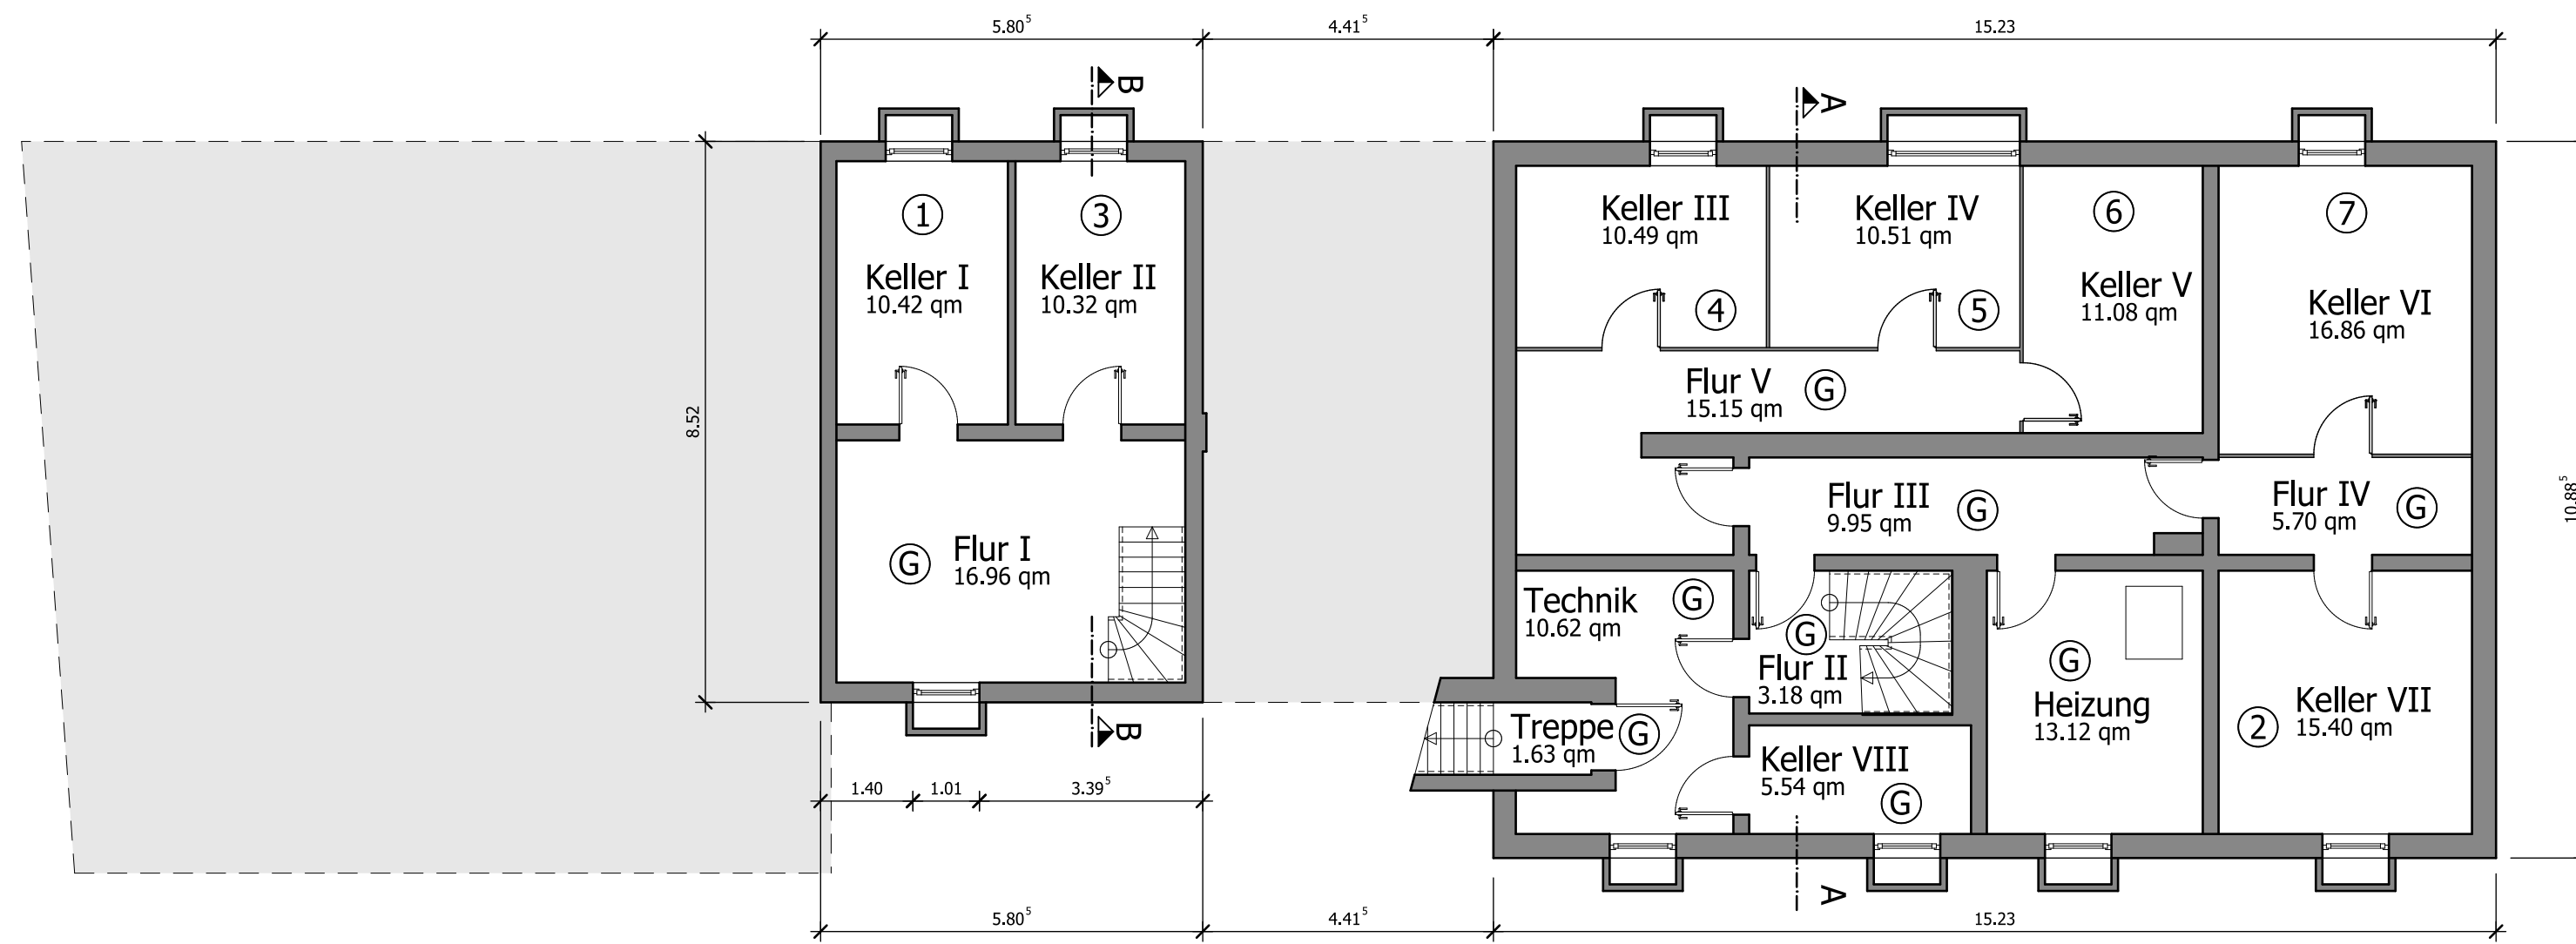 5.80⁵
4.41⁵
15.23
B
A
1
Keller I
10.42 qm
3
Keller II
10.32 qm
Keller III
10.49 qm
4
Keller IV
10.51 qm
5
6
Keller V
11.08 qm
7
Keller VI
16.86 qm
8.52
10.88⁵
Flur V
15.15 qm
G
Flur III
9.95 qm
G
Flur IV
5.70 qm
G
G
Flur I
16.96 qm
Technik
10.62 qm
G
G
Flur II
3.18 qm
G
Heizung
13.12 qm
2
Keller VII
15.40 qm
Treppe
1.63 qm
G
Keller VIII
5.54 qm
G
B
1.40
1.01
3.39⁵
A
5.80⁵
4.41⁵
15.23